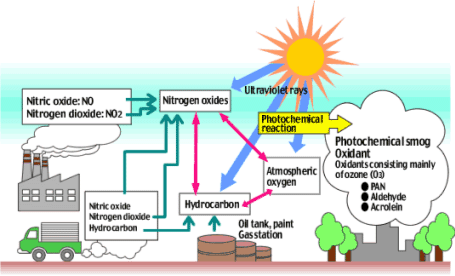 Ultraviolet rays
Nitric oxide: NO
Nitrogen dioxide: NO2
Nitrogen oxides
Photochemical
reaction
Photochemical smog
Oxidant
Oxidants consisting mainly
of ozone (O3)
● PAN
● Aldehyde
● Acrolein
Atmospheric
oxygen
Nitric oxide
Nitrogen dioxide
Hydrocarbon
Hydrocarbon
Oil tank, paint
Gas station